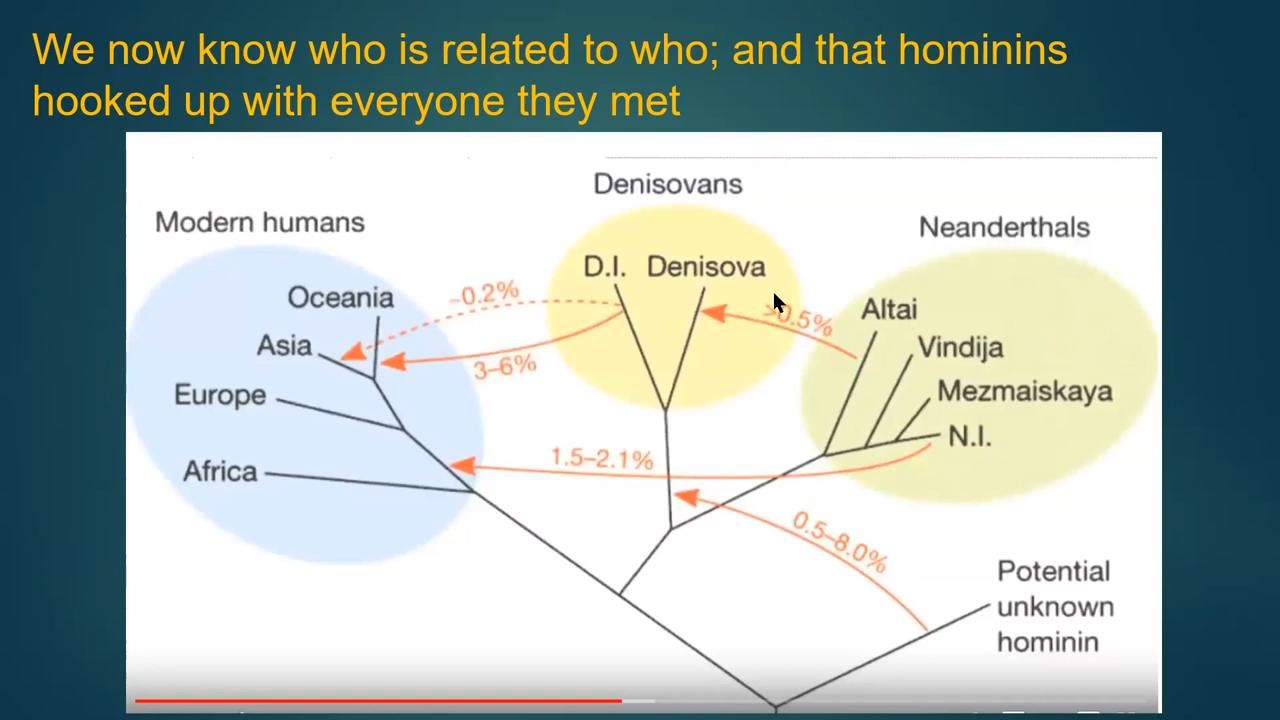 We now know who is related to who; and that hominins
hooked up with everyone they met
Denisovans
Modern humans
Neanderthals
D.I. Denisova
Oceania
~0.2%
>0.5%
Altai
Asia
3–6%
Vindija
Europe
Mezmaiskaya
N.I.
1.5–2.1%
Africa
0.5–8.0%
Potential
unknown
hominin